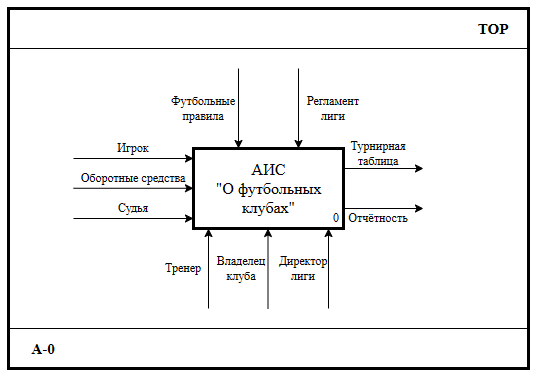 TOP
Футбольные
правила
Регламент
лиги
Игрок
Оборотные средства
Судья
АИС
"О футбольных
клубах"
0
Турнирная
таблица
Отчётность
Тренер
Владелец
клуба
Директор
лиги
A-0